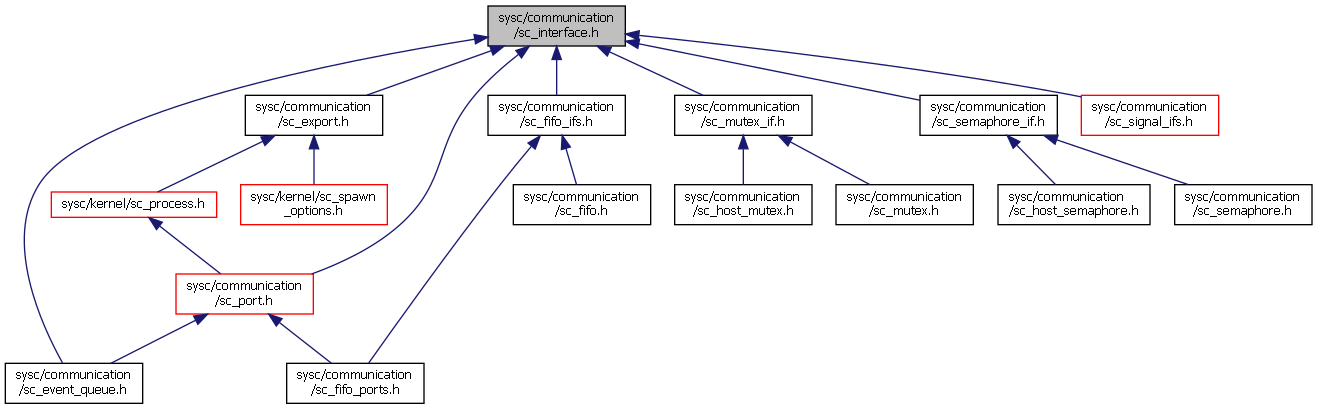 sysc/communication
/sc_interface.h
sysc/communication
/sc_export.h
sysc/communication
/sc_fifo_ifs.h
sysc/communication
/sc_mutex_if.h
sysc/communication
/sc_semaphore_if.h
sysc/communication
/sc_signal_ifs.h
sysc/kernel/sc_process.h
sysc/kernel/sc_spawn
_options.h
sysc/communication
/sc_fifo.h
sysc/communication
/sc_host_mutex.h
sysc/communication
/sc_mutex.h
sysc/communication
/sc_host_semaphore.h
sysc/communication
/sc_semaphore.h
sysc/communication
/sc_port.h
sysc/communication
/sc_event_queue.h
sysc/communication
/sc_fifo_ports.h